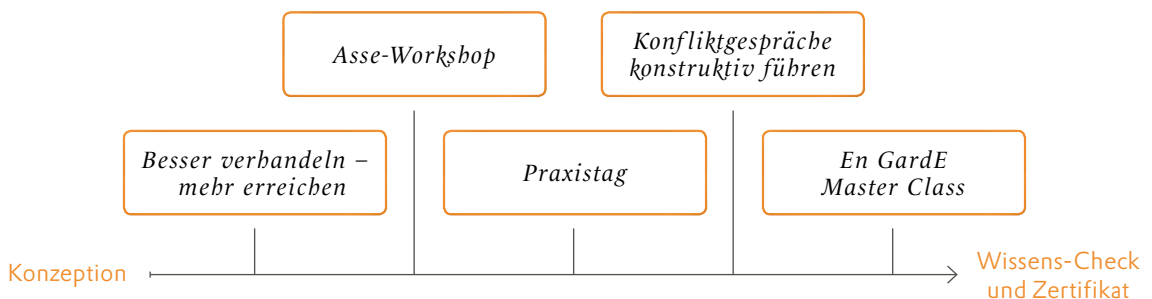 Asse-Workshop
Konfliktgespräche
konstruktiv führen
Besser verhandeln –
mehr erreichen
Praxistag
En GardE
Master Class
Konzeption
Wissens-Check
und Zertifikat